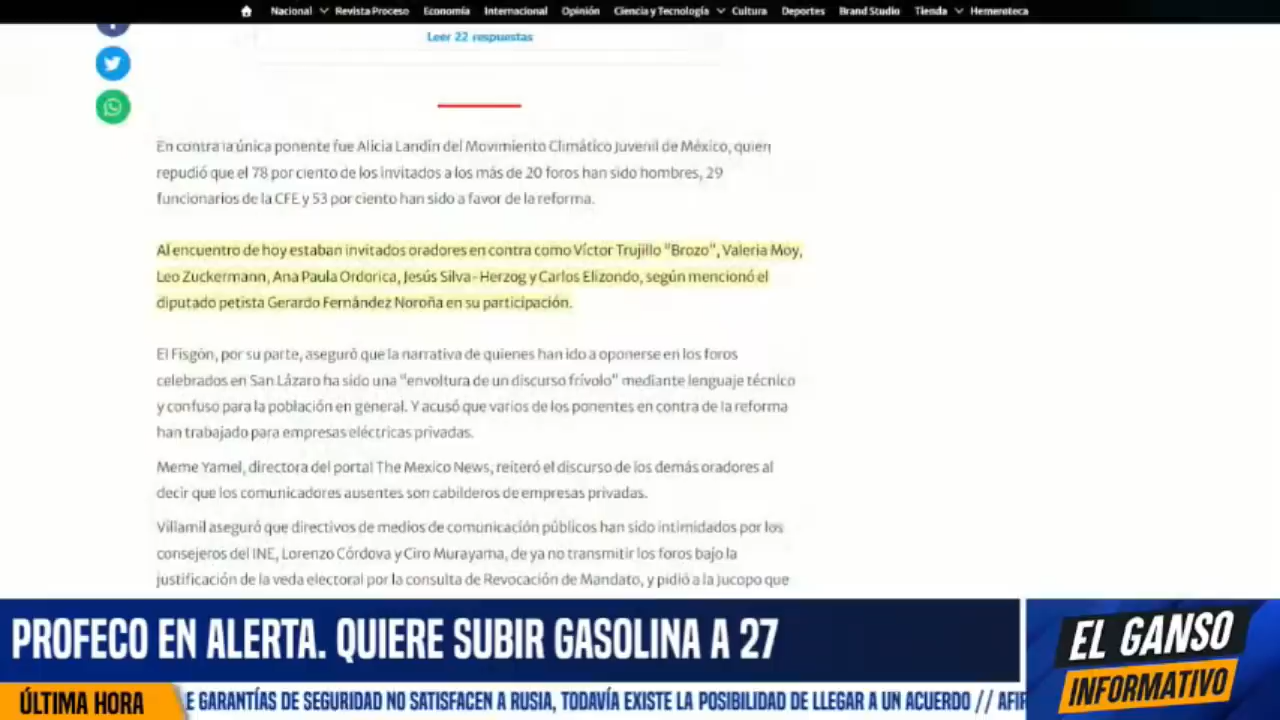 Nacional Revista Proceso Economía Internacional Opinión Ciencia y Tecnología Cultura Deportes Brand Studio Tienda Hemeroteca
Leer 22 respuestas
En contra la única ponente fue Alicia Landín del Movimiento Climático Juvenil de México, quien
repudió que el 78 por ciento de los invitados a los más de 20 foros han sido hombres, 29
funcionarios de la CFE y 53 por ciento han sido a favor de la reforma.
Al encuentro de hoy estaban invitados oradores en contra como Víctor Trujillo "Brozo", Valeria Moy,
Leo Zuckermann, Ana Paula Ordorica, Jesús Silva-Herzog y Carlos Elizondo, según mencionó el
diputado petista Gerardo Fernández Noroña en su participación.
El Fisgón, por su parte, aseguró que la narrativa de quienes han ido a oponerse en los foros
celebrados en San Lázaro ha sido una "envoltura de un discurso frívolo" mediante lenguaje técnico
y confuso para la población en general. Y acusó que varios de los ponentes en contra de la reforma
han trabajado para empresas eléctricas privadas.
Meme Yamel, directora del portal The Mexico News, reiteró el discurso de los demás oradores al
decir que los comunicadores ausentes son cabilderos de empresas privadas.
Villamil aseguró que directivos de medios de comunicación públicos han sido intimidados por los
consejeros del INE, Lorenzo Córdova y Ciro Murayama, de ya no transmitir los foros bajo la
justificación de la veda electoral por la consulta de Revocación de Mandato, y pidió a la Jucopo que
PROFECO EN ALERTA. QUIERE SUBIR GASOLINA A 27
EL GANSO
INFORMATIVO
ÚLTIMA HORA
E GARANTÍAS DE SEGURIDAD NO SATISFACEN A RUSIA, TODAVÍA EXISTE LA POSIBILIDAD DE LLEGAR A UN ACUERDO // AFIR